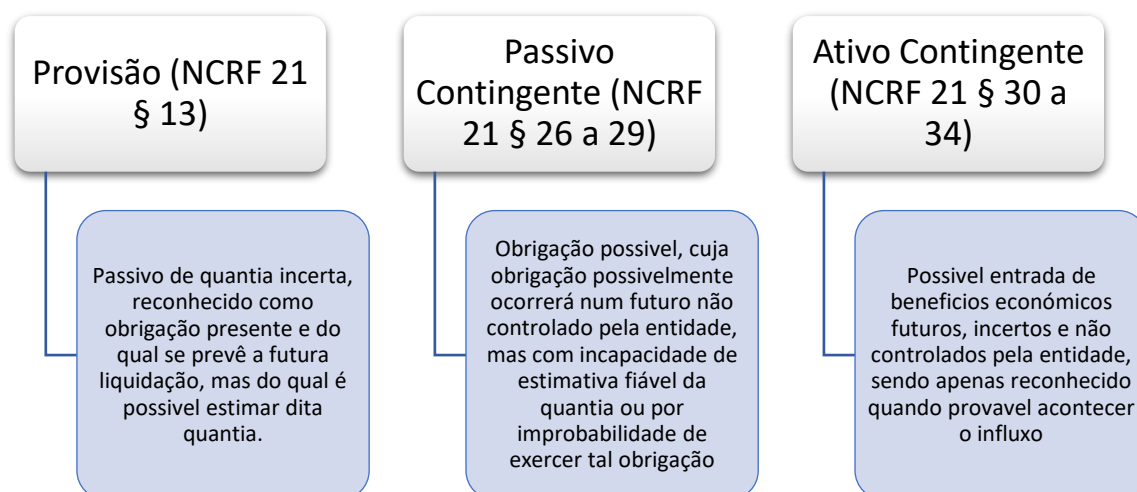 Provisão (NCRF 21
§ 13)
Passivo de quantia incerta,
reconhecido como
obrigação presente e do
qual se prevê a futura
liquidação, mas do qual é
possivel estimar dita
quantia.
Passivo
Contingente (NCRF
21 § 26 a 29)
Obrigação possivel, cuja
obrigação possivelmente
ocorrerá num futuro não
controlado pela entidade,
mas com incapacidade de
estimativa fiável da
quantia ou por
improbabilidade de
exercer tal obrigação
Ativo Contingente
(NCRF 21 § 30 a
34)
Possivel entrada de
beneficios económicos
futuros, incertos e não
controlados pela entidade,
sendo apenas reconhecido
quando provavel acontecer
o influxo